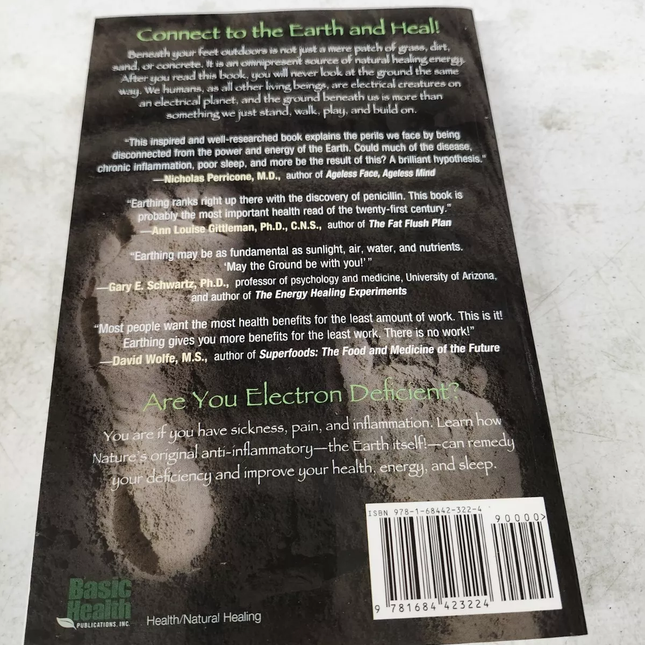 Connect to the Earth and Heal!
Beneath your feet outdoors is not just a mere patch of grass, dirt,
sand, or concrete. It is an omnipresent source of natural healing energy.
After you read this book, you will never look at the ground the same
way. We humans, as all other living beings, are electrical creatures on
an electrical planet, and the ground beneath us is more than
something we just stand, walk, play, and build on.
"This inspired and well-researched book explains the perils we face by being
disconnected from the power and energy of the Earth. Could much of the disease,
chronic inflammation, poor sleep, and more be the result of this? A brilliant hypothesis."
—Nicholas Perricone, M.D., author of Ageless Face, Ageless Mind
"Earthing ranks right up there with the discovery of penicillin. This book is
probably the most important health read of the twenty-first century."
—Ann Louise Gittleman, Ph.D., C.N.S., author of The Fat Flush Plan
"Earthing may be as fundamental as sunlight, air, water, and nutrients.
'May the Ground be with you!'"
—Gary E. Schwartz, Ph.D., professor of psychology and medicine, University of Arizona,
and author of The Energy Healing Experiments
"Most people want the most health benefits for the least amount of work. This is it!
Earthing gives you more benefits for the least work. There is no work!"
—David Wolfe, M.S., author of Superfoods: The Food and Medicine of the Future
Are You Electron Deficient?
You are if you have sickness, pain, and inflammation. Learn how
Nature's original anti-inflammatory—the Earth itself!—can remedy
your deficiency and improve your health, energy, and sleep.
ISBN 978-1-68442-322-4
90000>
9 781684 423224
Basic
Health
PUBLICATIONS, INC.
Health/Natural Healing